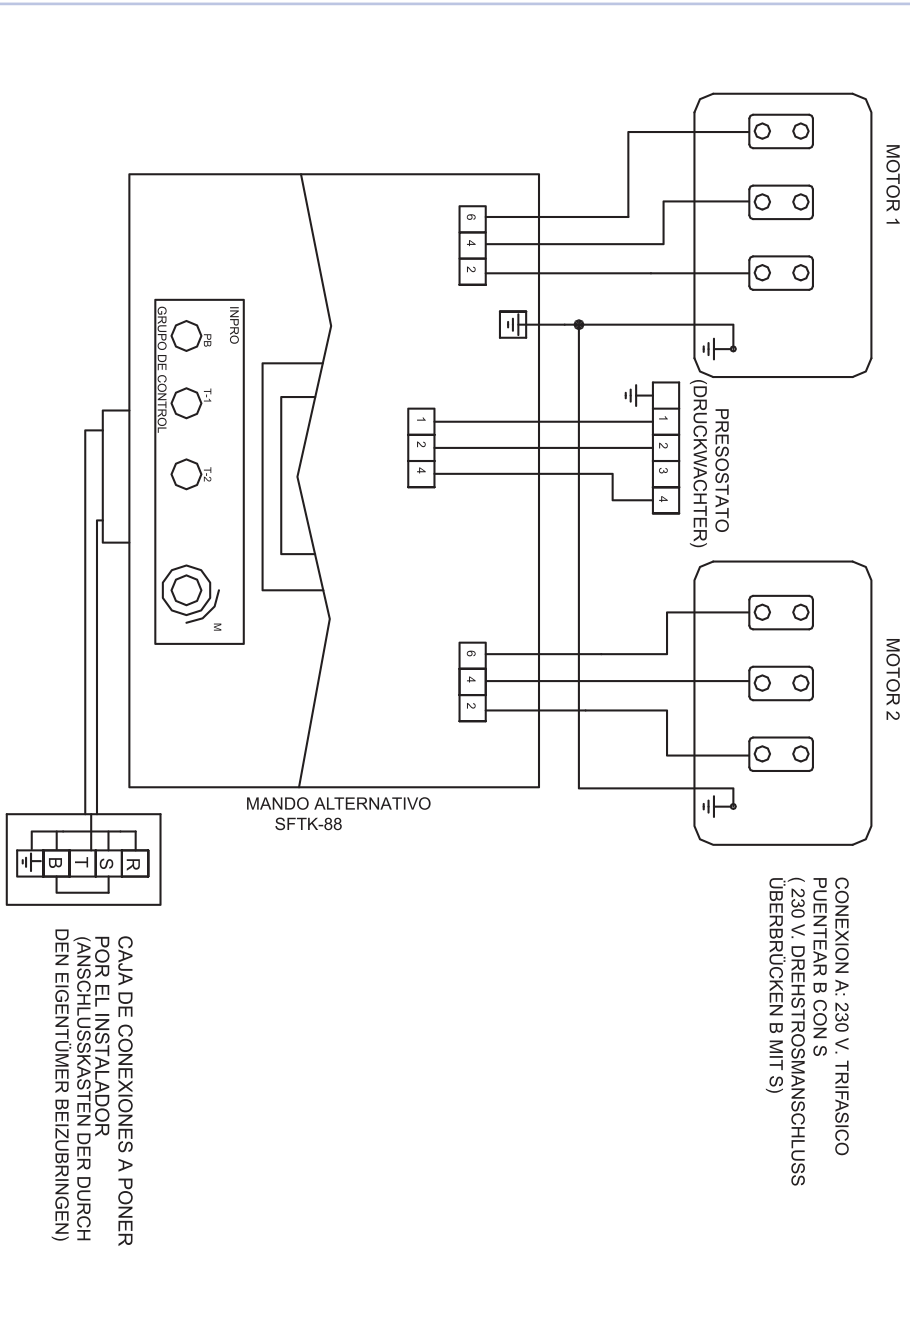 MOTOR 1
MOTOR 2
6
4
2
PRESOSTATO
(DRUCKWACHTER)
1
2
3
4
1
2
4
6
4
2
INPRO
GRUPO DE CONTROL
PB
T-1
T-2
M
MANDO ALTERNATIVO
SFTK-88
B
T
S
R
CONEXION A: 230 V. TRIFASICO
PUENTEAR B CON S
( 230 V. DREHSTROSMANSCHLUSS
ÜBERBRÜCKEN B MIT S)
CAJA DE CONEXIONES A PONER
POR EL INSTALADOR
(ANSCHLUSSKASTEN DER DURCH
DEN EIGENTÜMER BEIZUBRINGEN)